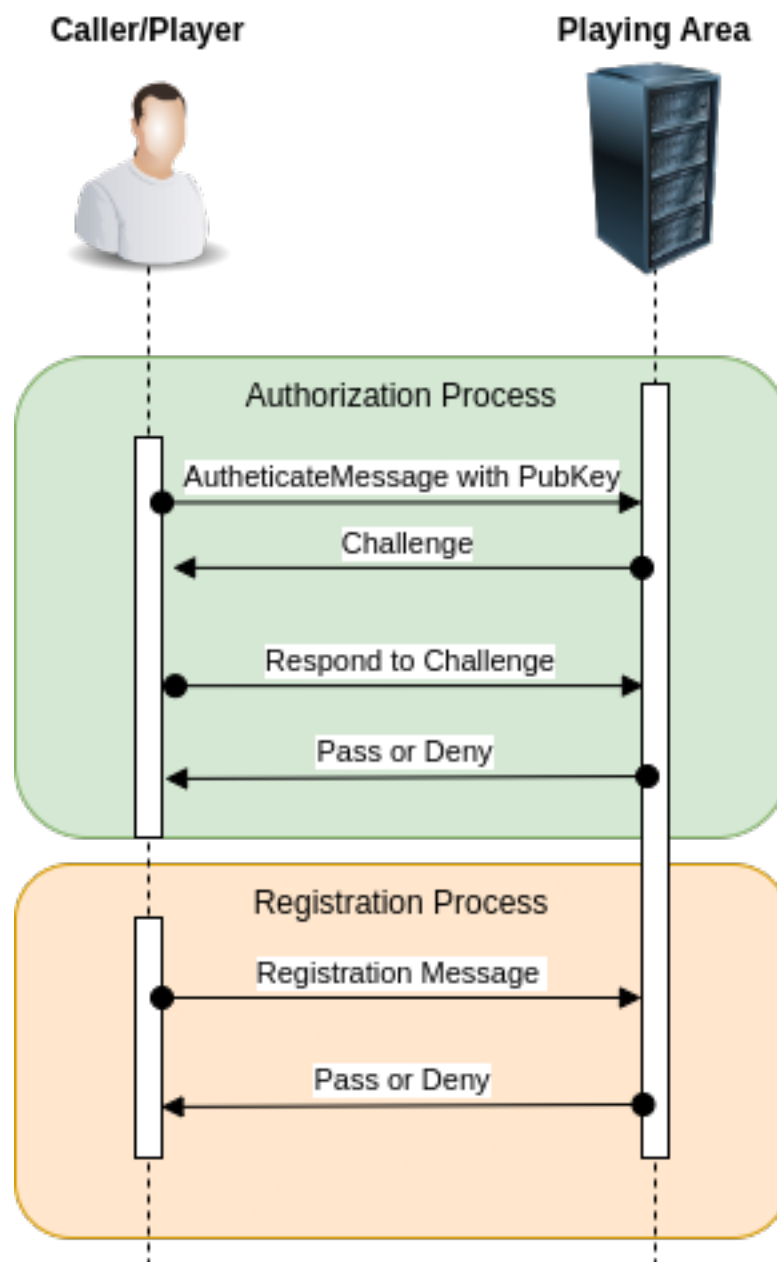 Caller/Player
Playing Area
Authorization Process
AutheticateMessage with PubKey
Challenge
Respond to Challenge
Pass or Deny
Registration Process
Registration Message
Pass or Deny